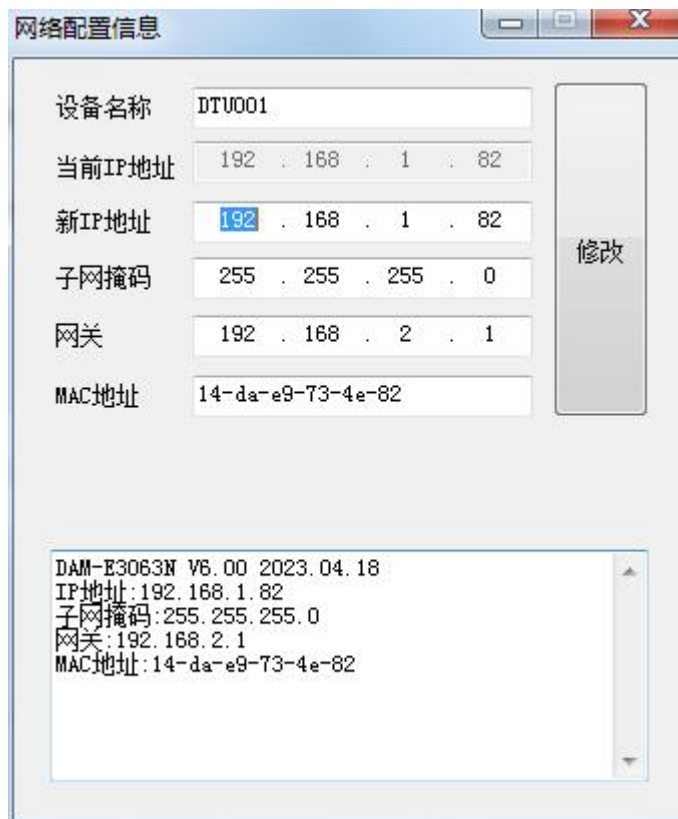 网络配置信息
设备名称 DTU001
当前IP地址 192 . 168 . 1 . 82
新IP地址 192 . 168 . 1 . 82
子网掩码 255 . 255 . 255 . 0
修改
网关 192 . 168 . 2 . 1
MAC地址 14-da-e9-73-4e-82
DAM-E3063N V6.00 2023.04.18
IP地址:192.168.1.82
子网掩码:255.255.255.0
网关:192.168.2.1
MAC地址:14-da-e9-73-4e-82